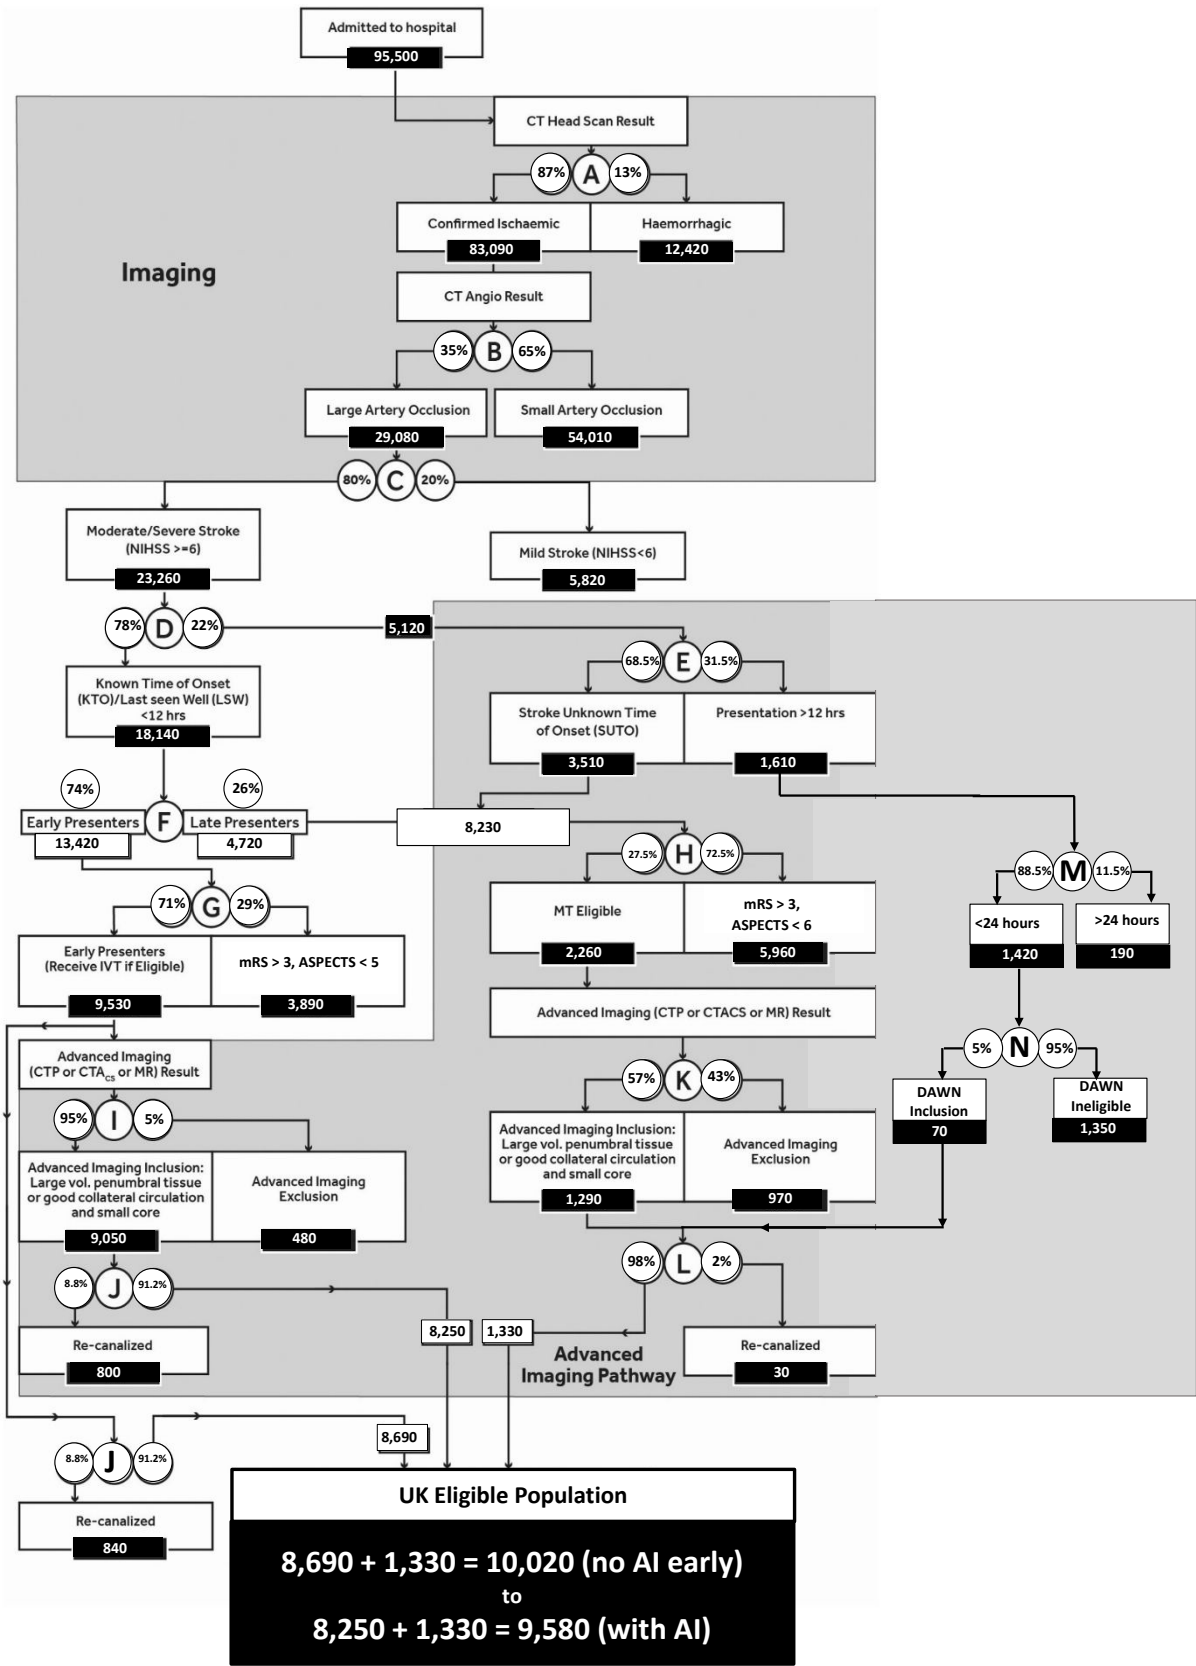 Admitted to hospital
95,500
CT Head Scan Result
87%
A
13%
Confirmed Ischaemic
83,090
Haemorrhagic
12,420
Imaging
CT Angio Result
35%
B
65%
Large Artery Occlusion
29,080
Small Artery Occlusion
54,010
80%
C
20%
Moderate/Severe Stroke
(NIHSS >=6)
23,260
Mild Stroke (NIHSS<6)
5,820
78%
D
22%
5,120
Known Time of Onset
(KTO)/Last seen Well (LSW)
<12 hrs
18,140
E
68.5%
31.5%
Stroke Unknown Time
of Onset (SUTO)
3,510
Presentation >12 hrs
1,610
74%
F
26%
Early Presenters
13,420
Late Presenters
4,720
8,230
27.5%
H
72.5%
MT Eligible
2,260
mRS > 3,
ASPECTS < 6
5,960
88.5%
M
11.5%
<24 hours
1,420
>24 hours
190
71%
G
29%
Early Presenters
(Receive IVT if Eligible)
9,530
mRS > 3, ASPECTS < 5
3,890
Advanced Imaging (CTP or CTACS or MR) Result
5%
N
95%
DAWN
Inclusion
70
DAWN
Ineligible
1,350
Advanced Imaging
(CTP or CTACS or MR) Result
95%
I
5%
57%
K
43%
Advanced Imaging Inclusion:
Large vol. penumbral tissue
or good collateral circulation
and small core
1,290
Advanced Imaging
Exclusion
970
Advanced Imaging Inclusion:
Large vol. penumbral tissue
or good collateral circulation
and small core
9,050
Advanced Imaging
Exclusion
480
98%
L
2%
8.8%
J
91.2%
Re-canalized
800
8,250
1,330
Advanced
Imaging Pathway
Re-canalized
30
8.8%
J
91.2%
8,690
Re-canalized
840
UK Eligible Population
8,690 + 1,330 = 10,020 (no AI early)
to
8,250 + 1,330 = 9,580 (with AI)